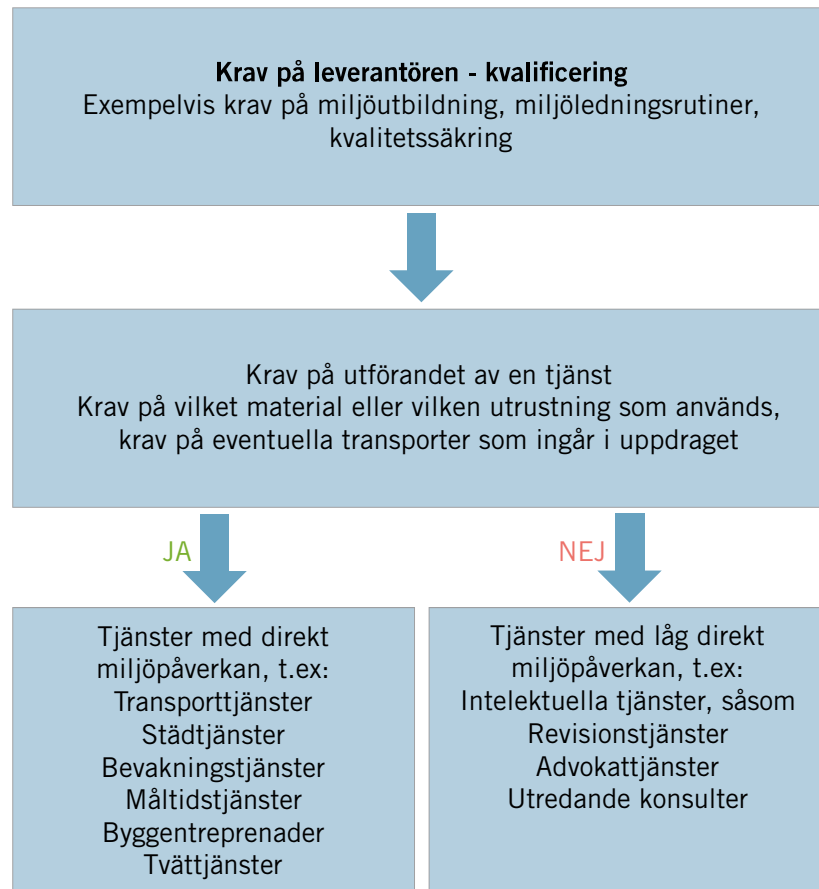 Krav på leverantören - kvalificering
Exempelvis krav på miljöutbildning, miljöledningsrutiner,
kvalitetssäkring
Krav på utförandet av en tjänst
Krav på vilket material eller vilken utrustning som används,
krav på eventuella transporter som ingår i uppdraget
JA
NEJ
Tjänster med direkt
miljöpåverkan, t.ex:
Transporttjänster
Städtjänster
Bevakningstjänster
Måltidstjänster
Byggentreprenader
Tvättjänster
Tjänster med låg direkt
miljöpåverkan, t.ex:
Intelektuella tjänster, såsom
Revisionstjänster
Advokattjänster
Utredande konsulter